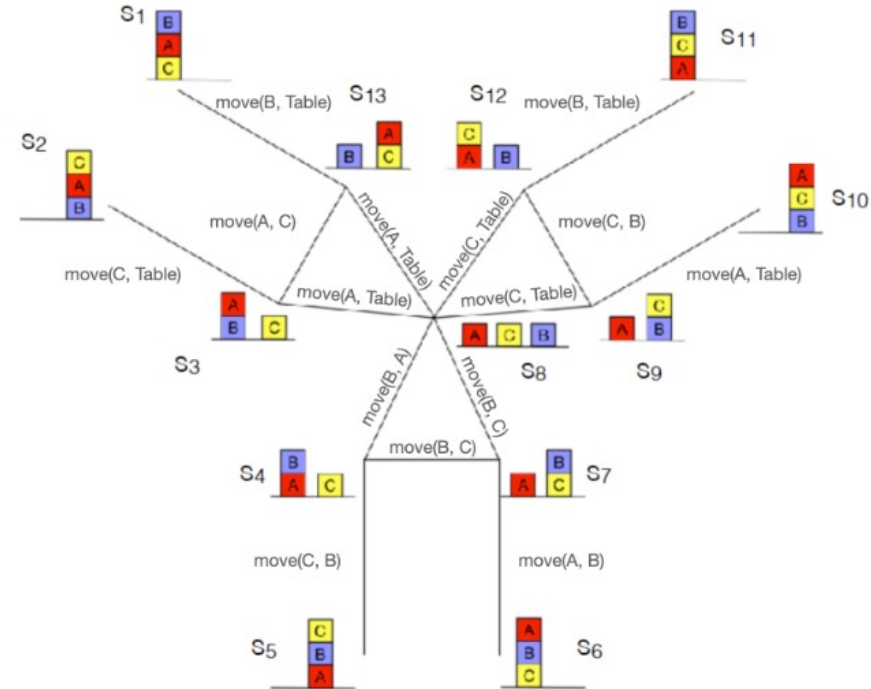 S1
B
A
C
move(B, Table)
S13
A
B C
S12
C
A B
move(B, Table)
B
C
A
S11
S2
C
A
B
move(C, Table)
move(A, C)
move(A, Table)
move(C, Table)
move(C, B)
A
C
B
S10
move(A, Table)
A
B C
S3
move(A, Table)
move(C, Table)
A C B
S8
C
A B
S9
move(B, A)
move(B, C)
move(B, C)
S4
B
A C
B
A C
S7
move(C, B)
move(A, B)
S5
C
B
A
A
B
C
S6